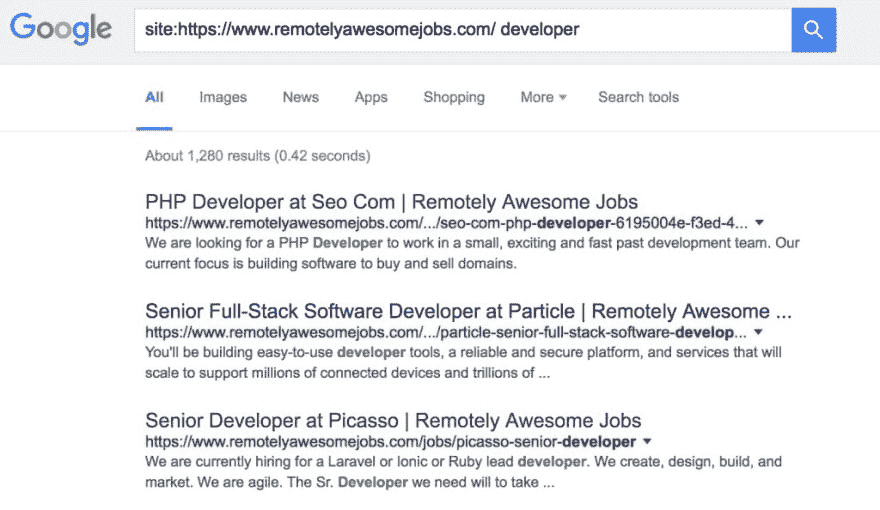 Google
site:https://www.remotelyawesomejobs.com/ developer
All Images News Apps Shopping More Search tools
About 1,280 results (0.42 seconds)
PHP Developer at Seo Com | Remotely Awesome Jobs
https://www.remotelyawesomejobs.com/.../seo-com-php-developer-6195004e-f3ed-4...
We are looking for a PHP Developer to work in a small, exciting and fast past development team. Our
current focus is building software to buy and sell domains.
Senior Full-Stack Software Developer at Particle | Remotely Awesome ...
https://www.remotelyawesomejobs.com/.../particle-senior-full-stack-software-develop...
You'll be building easy-to-use developer tools, a reliable and secure platform, and services that will
scale to support millions of connected devices and trillions of ...
Senior Developer at Picasso | Remotely Awesome Jobs
https://www.remotelyawesomejobs.com/jobs/picasso-senior-developer
We are currently hiring for a Laravel or Ionic or Ruby lead developer. We create, design, build, and
market. We are agile. The Sr. Developer we need will to take ...